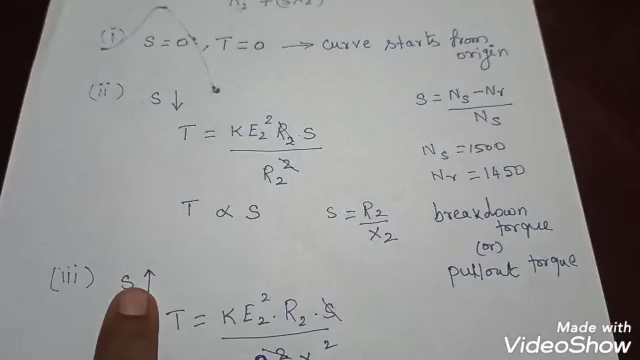 (i) S = 0, T = 0 → curve starts from origin
(ii) S ↓
S = Ns - Nr / Ns
T = KE2² R2 . S / R2²
Ns = 1500
Nr = 1450
T ∝ S
S = R2 / X2
breakdown torque
(or)
pullout torque
(iii) S ↑
T = KE2² . R2 . S
Made with
VideoShow